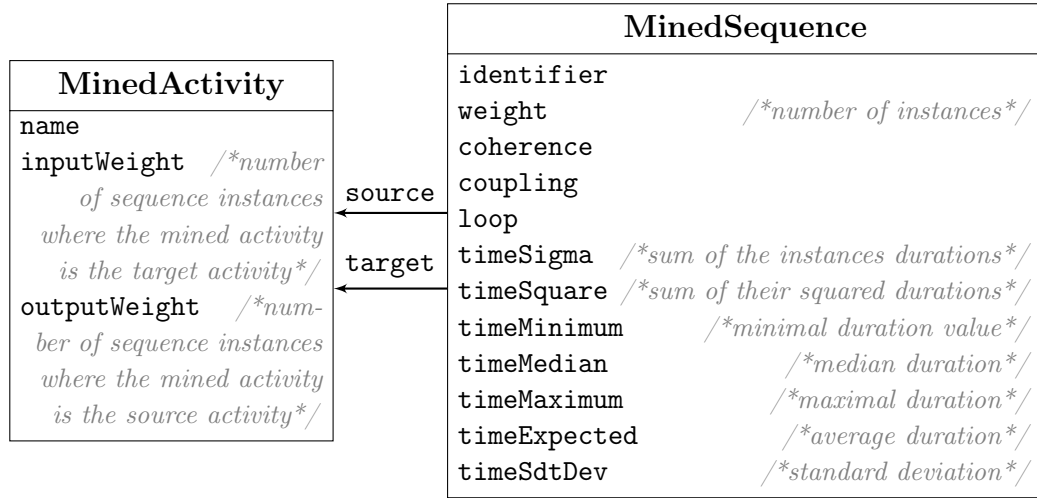 MinedActivity
name
inputWeight /*number
of sequence instances
where the mined activity
is the target activity*/
outputWeight /*num-
ber of sequence instances
where the mined activity
is the source activity*/
source
target
MinedSequence
identifier
weight /*number of instances*/
coherence
coupling
loop
timeSigma /*sum of the instances durations*/
timeSquare /*sum of their squared durations*/
timeMinimum /*minimal duration value*/
timeMedian /*median duration*/
timeMaximum /*maximal duration*/
timeExpected /*average duration*/
timeSdtDev /*standard deviation*/